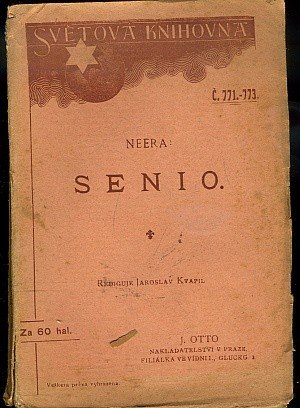 SVĚTOVÁ KNIHOVNA
Č. 771.-773.
NEERA:
SENIO.
REDIGUJE JAROSLAV KVAPIL
Za 60 hal.
J. OTTO
NAKLADATELSTVÍ V PRAZE.
FILIÁLKA VE VÍDNI I., GLUCKG. 3.
Veškera práva vyhrazena.